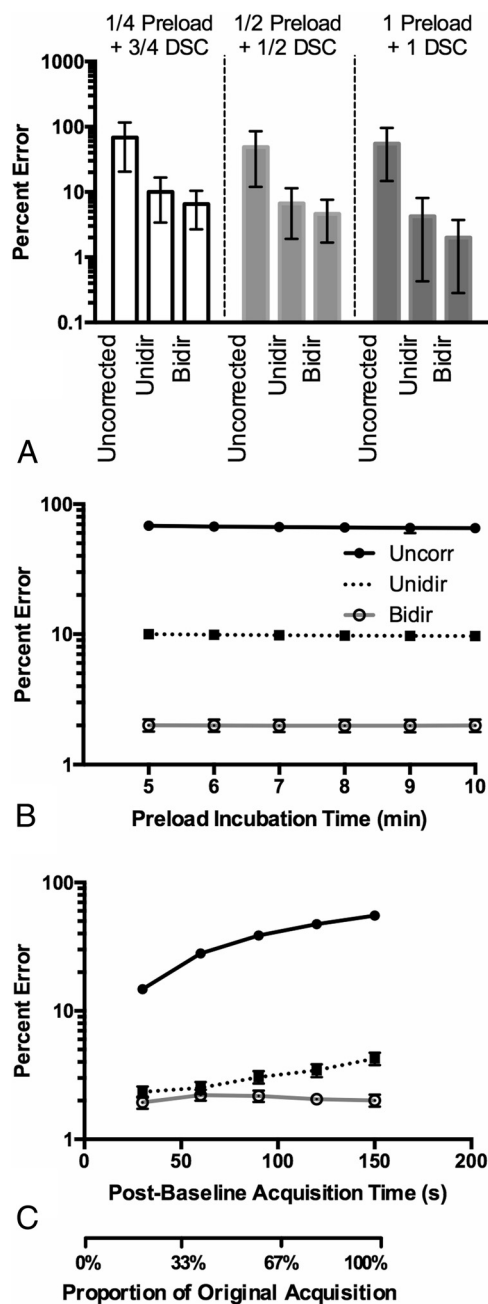 1/4 Preload + 3/4 DSC
1/2 Preload + 1/2 DSC
1 Preload + 1 DSC
Percent Error
1000
100
10
1
0.1
Uncorrected
Unidir
Bidir
Uncorrected
Unidir
Bidir
Uncorrected
Unidir
Bidir
A
Percent Error
100
10
1
Uncorr
Unidir
Bidir
5 6 7 8 9 10
Preload Incubation Time (min)
B
Percent Error
100
10
1
0 50 100 150 200
Post-Baseline Acquisition Time (s)
C
0% 33% 67% 100%
Proportion of Original Acquisition